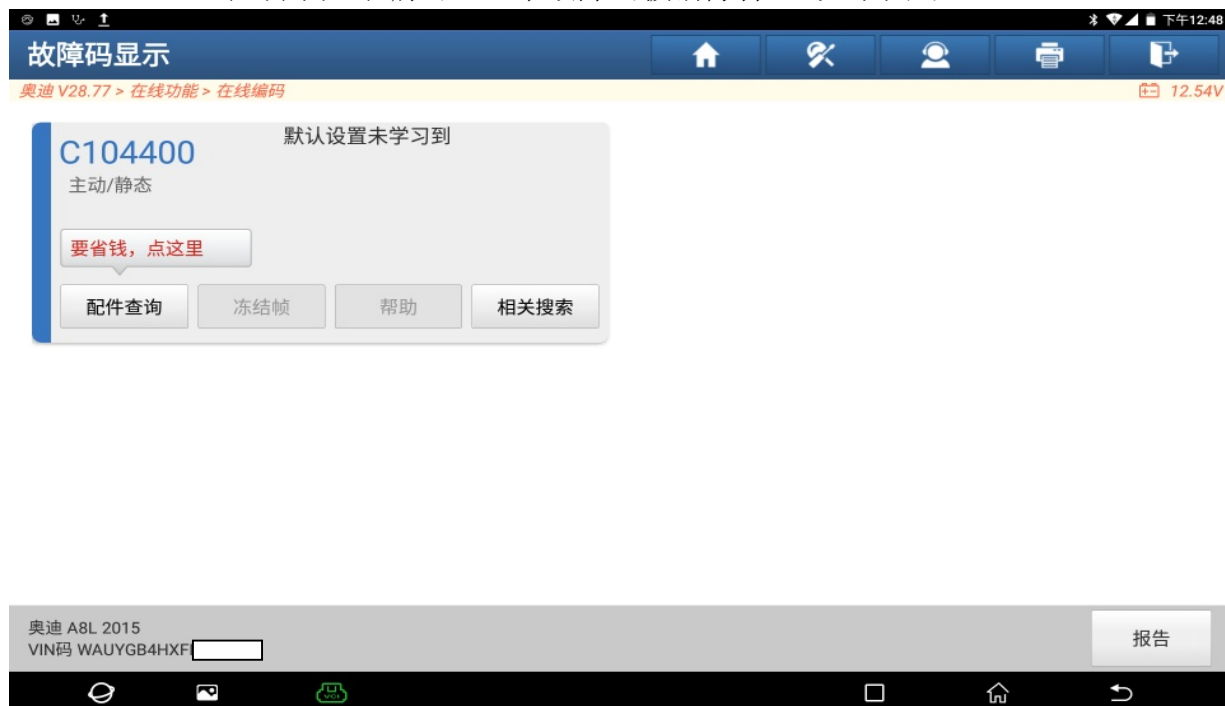 下午12:48
故障码显示
奥迪 V28.77 > 在线功能 > 在线编码
12.54V
C104400
默认设置未学习到
主动/静态
要省钱，点这里
配件查询
冻结帧
帮助
相关搜索
奥迪 A8L 2015
VIN码 WAUYGB4HXF
报告
VCI